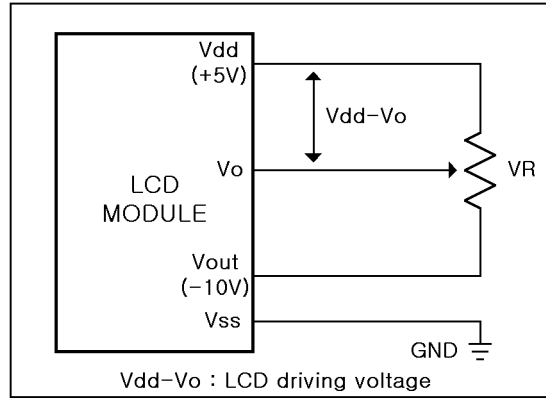 Vdd
(+5V)
Vdd-Vo
Vo
VR
LCD
MODULE
Vout
(-10V)
Vss
GND
Vdd-Vo : LCD driving voltage